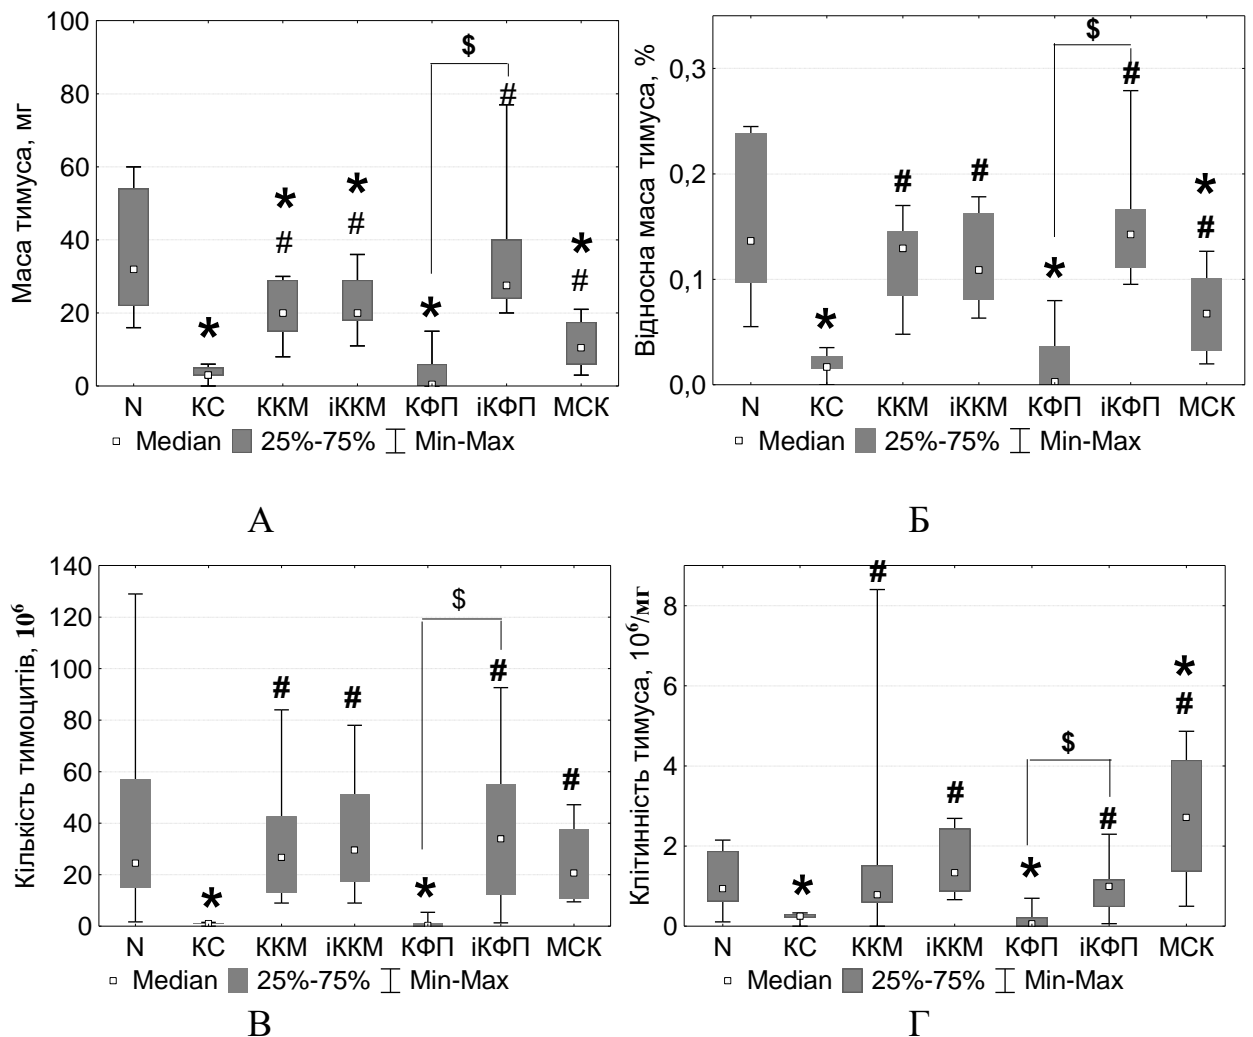 Маса тимуса, мг
100
80
60
40
20
0
$
* * # * # * # * #
N КС ККМ іККМ КФП іКФП МСК
Median 25%-75% Min-Max
А
Відносна маса тимуса, %
0,3
0,2
0,1
0,0
$
* # # * # * #
N КС ККМ іККМ КФП іКФП МСК
Median 25%-75% Min-Max
Б
Кількість тимоцитів, 10⁶
140
120
100
80
60
40
20
0
$
* # # * # #
N КС ККМ іККМ КФП іКФП МСК
Median 25%-75% Min-Max
В
Клітинність тимуса, 10⁶/мг
8
6
4
2
0
$
* # # * # * #
N КС ККМ іККМ КФП іКФП МСК
Median 25%-75% Min-Max
Г